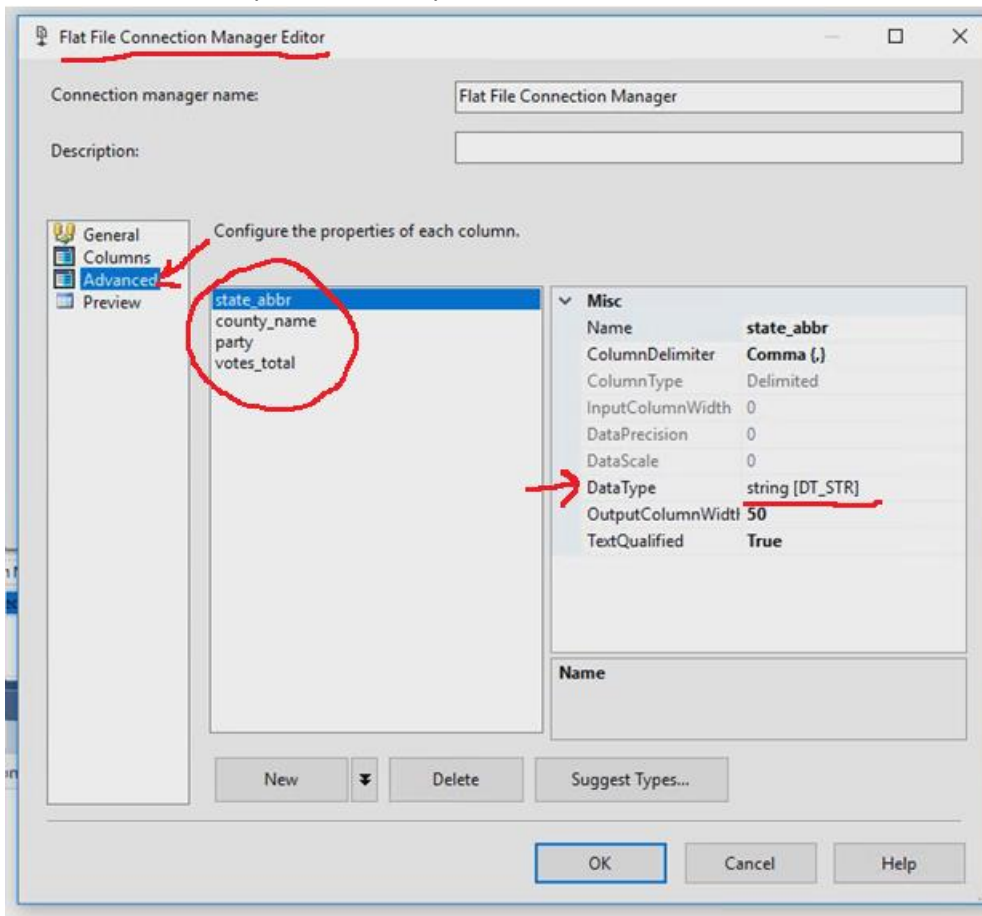 Flat File Connection Manager Editor
Connection manager name:
Flat File Connection Manager
Description:
General
Columns
Advanced
Preview
Configure the properties of each column.
state_abbr
county_name
party
votes_total
Misc
Name state_abbr
ColumnDelimiter Comma {,}
ColumnType Delimited
InputColumnWidth 0
DataPrecision 0
DataScale 0
DataType string [DT_STR]
OutputColumnWidth 50
TextQualified True
Name
New
Delete
Suggest Types...
OK
Cancel
Help